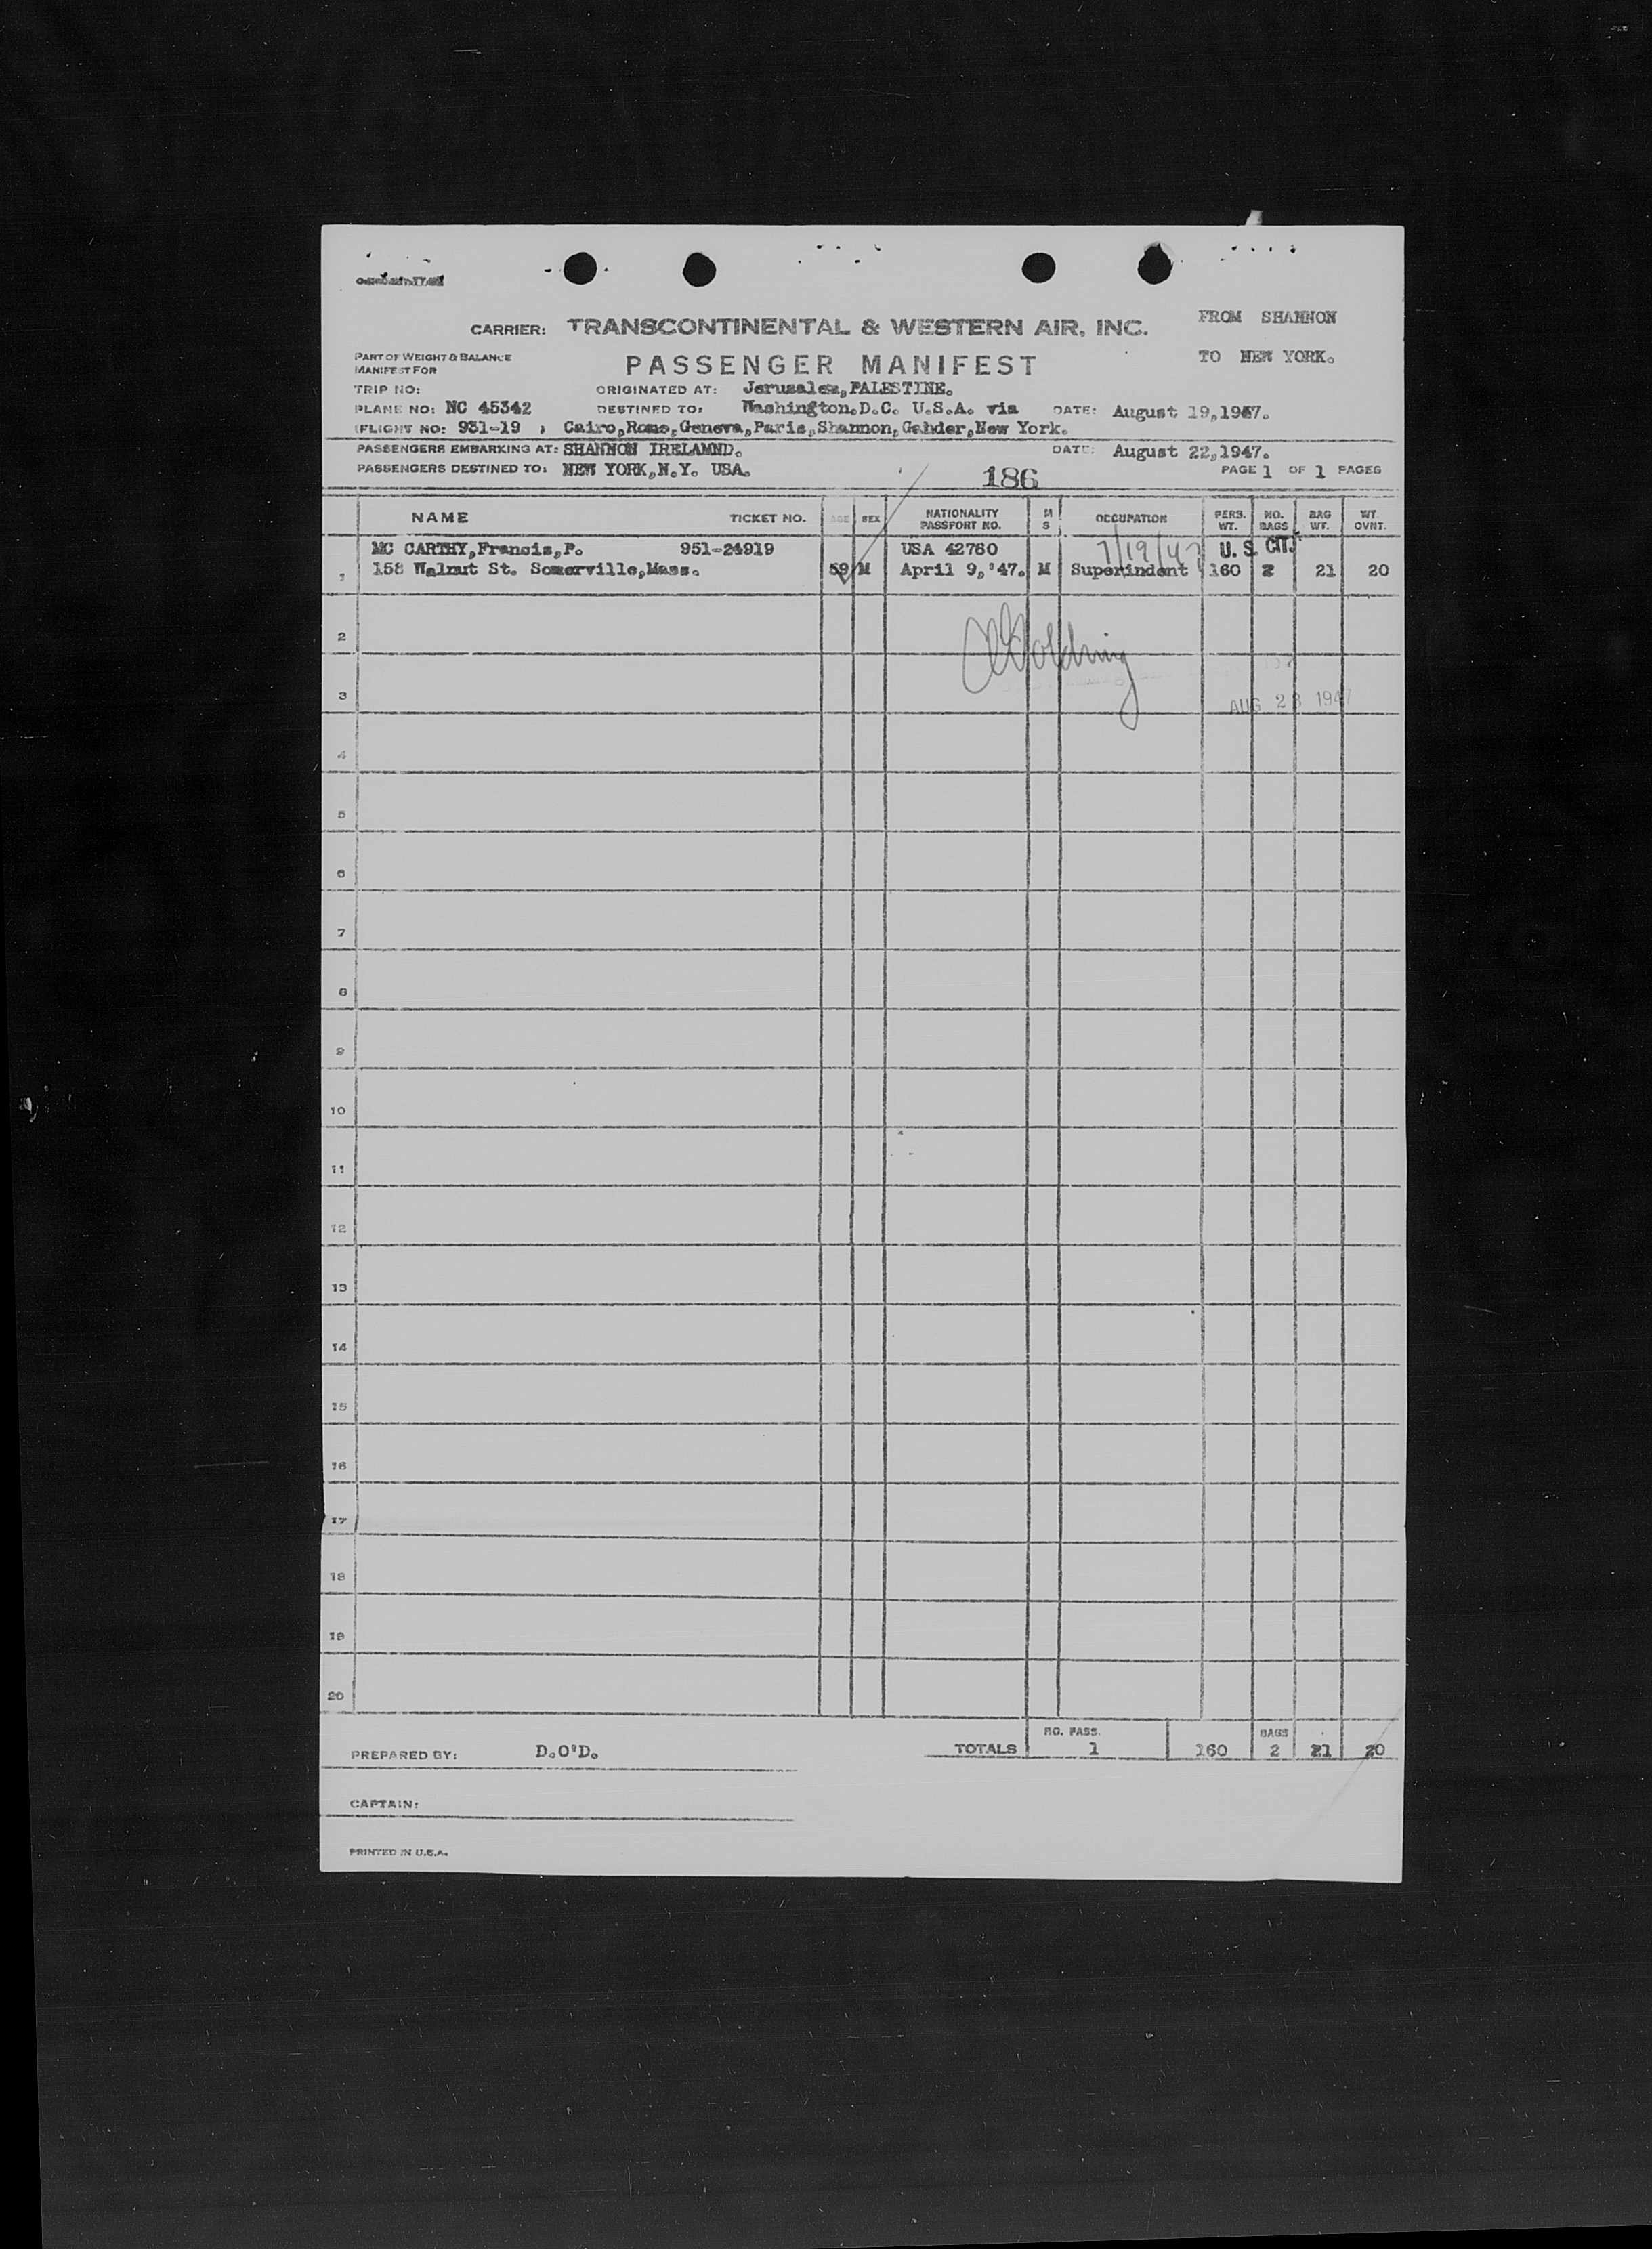 CARRIER: TRANSCONTINENTAL & WESTERN AIR, INC.
FROM SHANNON
PART OF WEIGHT & BALANCE
MANIFEST FOR
PASSENGER MANIFEST
TO NEW YORK.
TRIP NO:
ORIGINATED AT: Jerusalem, PALESTINE.
PLANE NO: NC 45342
DESTINED TO: Washington.D.C. U.S.A. via
DATE: August 19,1947.
FLIGHT NO: 931-19 , Cairo,Rome,Geneva,Paris,Shannon,Gander,New York.
PASSENGERS EMBARKING AT: SHANNON IRELAMND.
DATE: August 22,1947.
PASSENGERS DESTINED TO: NEW YORK,N.Y. USA.
186
PAGE 1 OF 1 PAGES
NAME TICKET NO. AGE SEX NATIONALITY PASSPORT NO. M S OCCUPATION PERS. WT. NO. BAGS BAG WT. WT OVNT.
MC CARTHY,Francis,P. 951-24919 USA 42760 7/19/47 U.S. CIT.
1 158 Walnut St. Somerville,Mass. 59 M April 9,'47. M Superindent 160 2 21 20
2
3 AUG 23 1947
4
5
6
7
8
9
10
11
12
13
14
15
16
17
18
19
20
NO. PASS. BAGS
PREPARED BY: D.O'D. TOTALS 1 160 2 21 20
CAPTAIN:
PRINTED IN U.S.A.